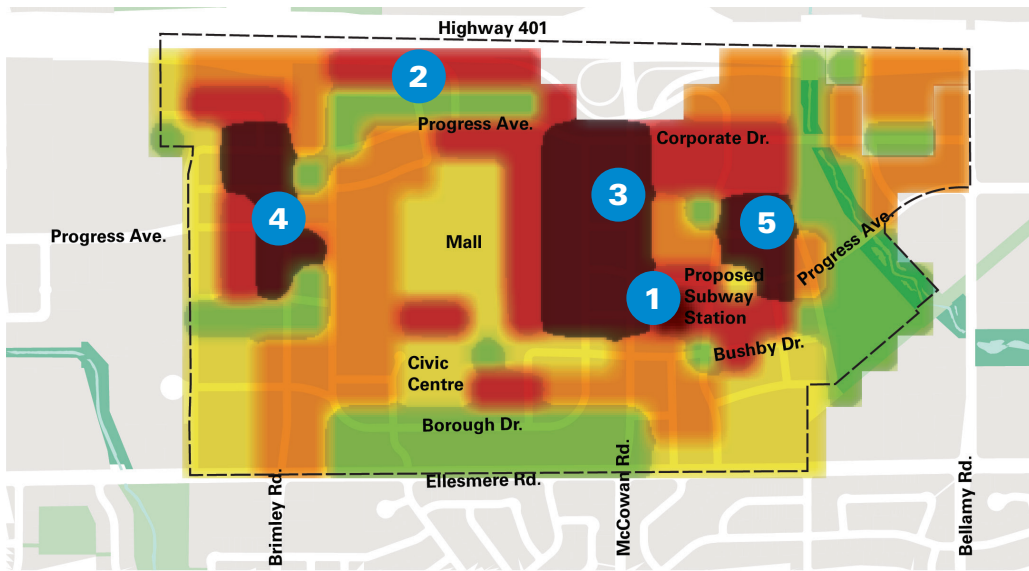 Highway 401
2
Progress Ave.
Corporate Dr.
3
4
5
Progress Ave.
Mall
Progress Ave.
1
Proposed
Subway
Station
Bushby Dr.
Civic
Centre
Borough Dr.
Ellesmere Rd.
Brimley Rd.
McCowan Rd.
Bellamy Rd.